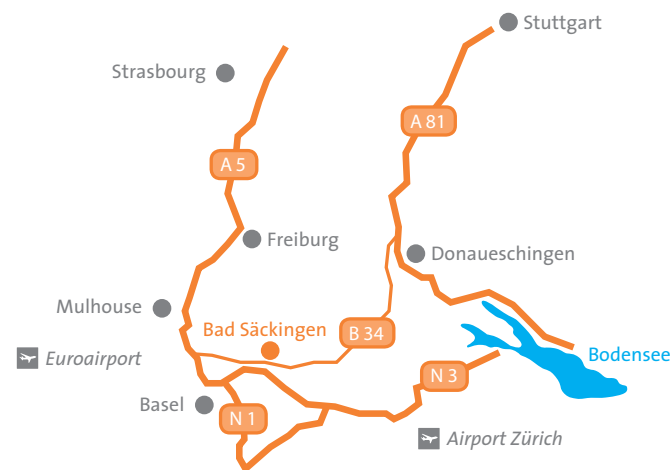 Stuttgart
Strasbourg
A 81
A 5
Freiburg
Donaueschingen
Mulhouse
Bad Säckingen
B 34
Euroairport
Bodensee
N 3
Basel
N 1
Airport Zürich